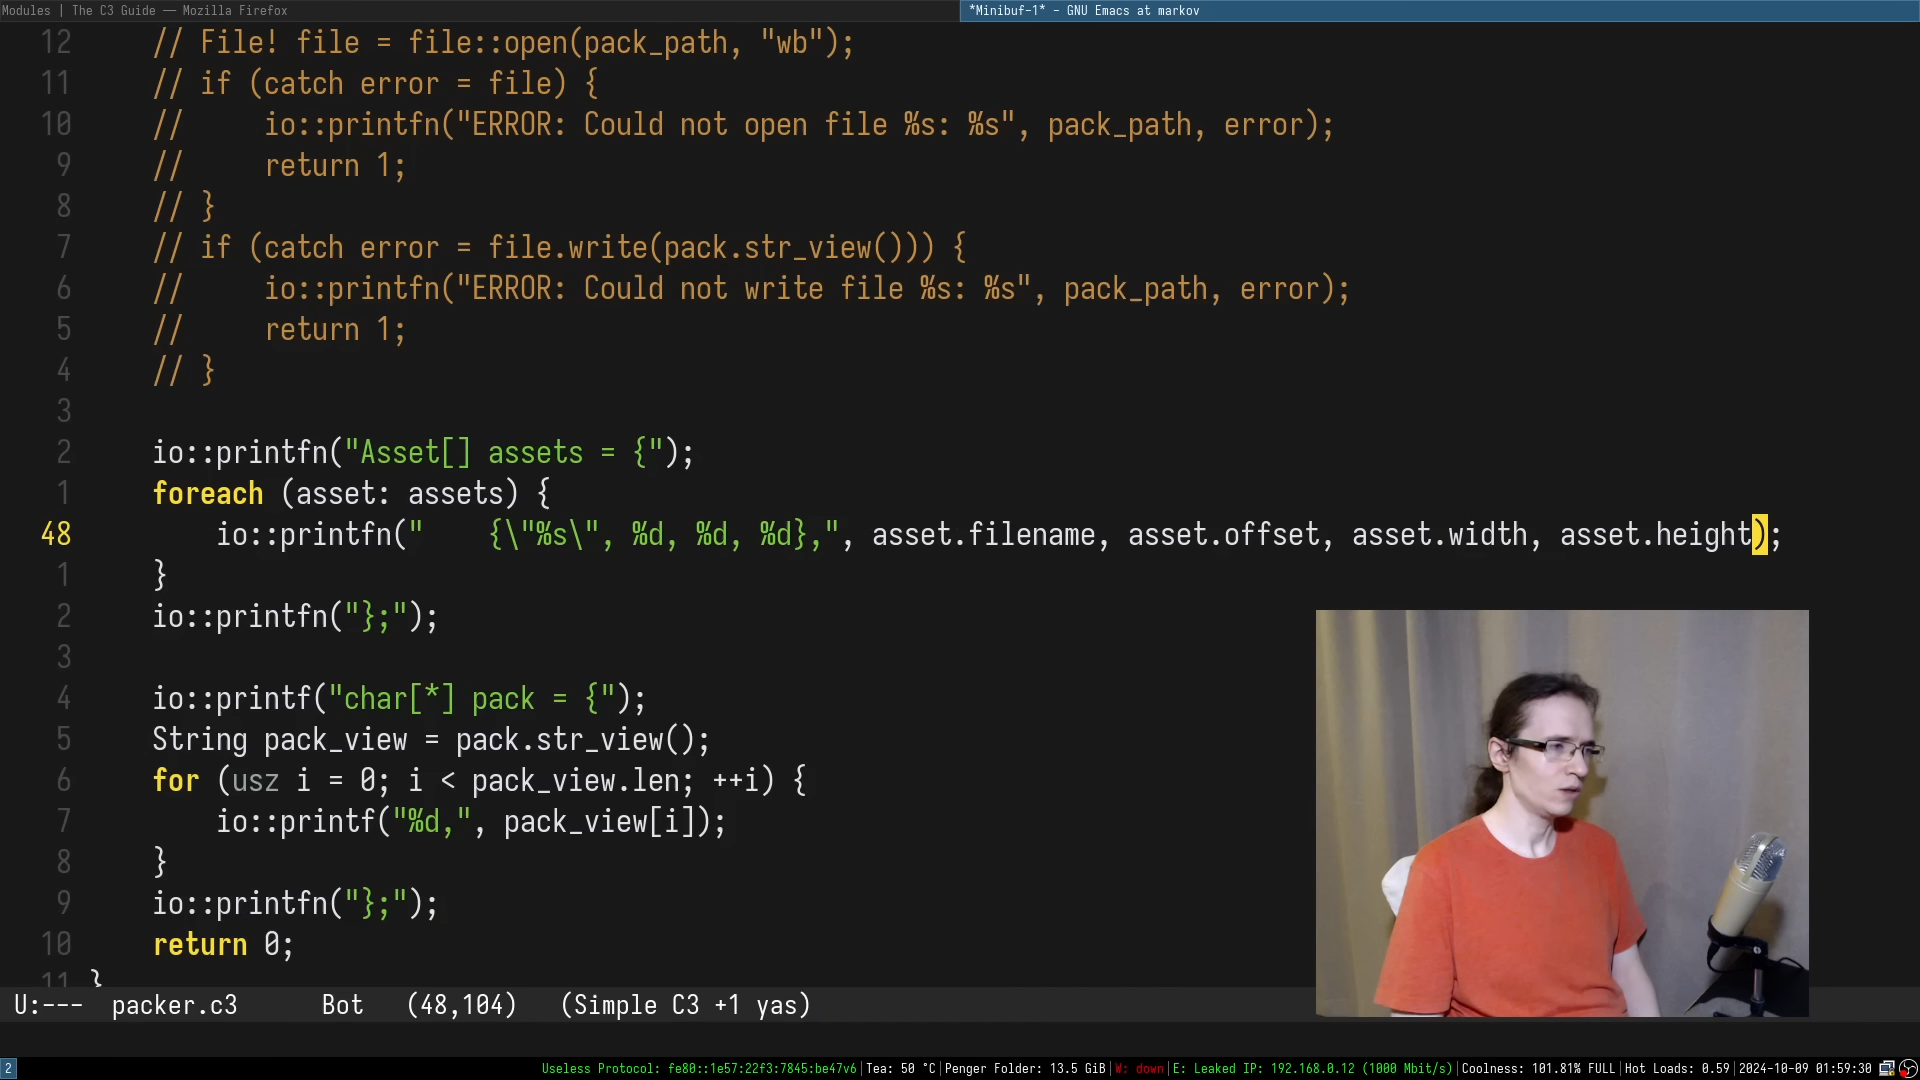 Modules | The C3 Guide — Mozilla Firefox
*Minibuf-1* - GNU Emacs at markov
12 // File! file = file::open(pack_path, "wb");
11 // if (catch error = file) {
10 //     io::printfn("ERROR: Could not open file %s: %s", pack_path, error);
9 //     return 1;
8 // }
7 // if (catch error = file.write(pack.str_view())) {
6 //     io::printfn("ERROR: Could not write file %s: %s", pack_path, error);
5 //     return 1;
4 // }
3
2 io::printfn("Asset[] assets = {");
1 foreach (asset: assets) {
48     io::printfn("    {\"%s\", %d, %d, %d},", asset.filename, asset.offset, asset.width, asset.height);
1 }
2 io::printfn("};");
3
4 io::printf("char[*] pack = {");
5 String pack_view = pack.str_view();
6 for (usz i = 0; i < pack_view.len; ++i) {
7     io::printf("%d,", pack_view[i]);
8 }
9 io::printfn("};");
10 return 0;
11 }
U:--- packer.c3 Bot (48,104) (Simple C3 +1 yas)
2 Useless Protocol: fe80::1e57:22f3:7845:be47v6|Tea: 50 °C|Penger Folder: 13.5 GiB|W: down|E: Leaked IP: 192.168.0.12 (1000 Mbit/s)|Coolness: 101.81% FULL|Hot Loads: 0.59|2024-10-09 01:59:30